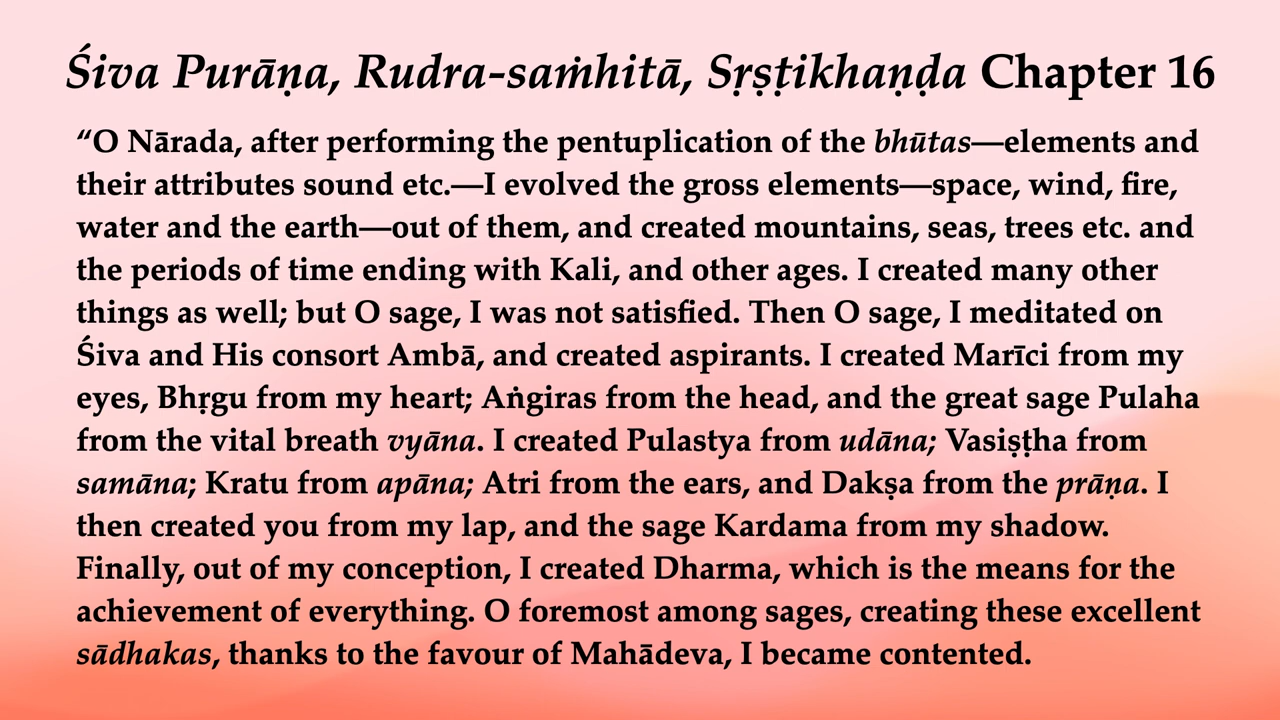 Śiva Purāṇa, Rudra-saṁhitā, Sṛṣṭikhaṇḍa Chapter 16
“O Nārada, after performing the pentuplication of the bhūtas—elements and
their attributes sound etc.—I evolved the gross elements—space, wind, fire,
water and the earth—out of them, and created mountains, seas, trees etc. and
the periods of time ending with Kali, and other ages. I created many other
things as well; but O sage, I was not satisfied. Then O sage, I meditated on
Śiva and His consort Ambā, and created aspirants. I created Marīci from my
eyes, Bhṛgu from my heart; Aṅgiras from the head, and the great sage Pulaha
from the vital breath vyāna. I created Pulastya from udāna; Vasiṣṭha from
samāna; Kratu from apāna; Atri from the ears, and Dakṣa from the prāṇa. I
then created you from my lap, and the sage Kardama from my shadow.
Finally, out of my conception, I created Dharma, which is the means for the
achievement of everything. O foremost among sages, creating these excellent
sādhakas, thanks to the favour of Mahādeva, I became contented.